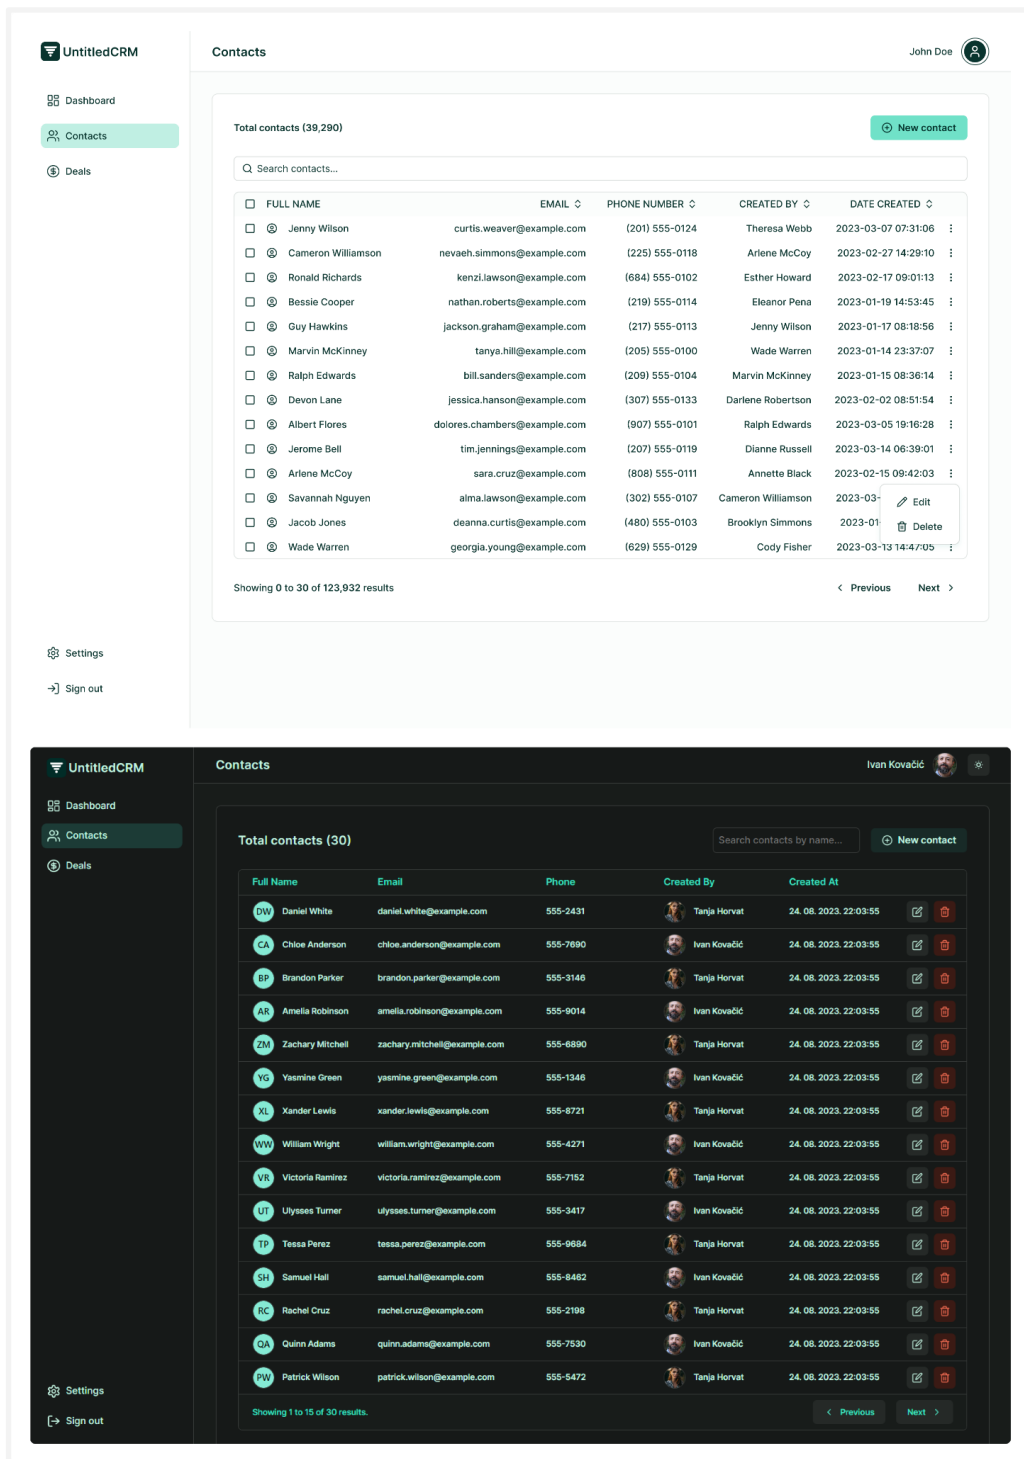 UntitledCRM
Contacts
John Doe
Dashboard
Contacts
Deals
Total contacts (39,290)
New contact
Search contacts...
FULL NAME EMAIL PHONE NUMBER CREATED BY DATE CREATED
Jenny Wilson curtis.weaver@example.com (201) 555-0124 Theresa Webb 2023-03-07 07:31:06
Cameron Williamson nevaeh.simmons@example.com (225) 555-0118 Arlene McCoy 2023-02-27 14:29:10
Ronald Richards kenzi.lawson@example.com (684) 555-0102 Esther Howard 2023-02-17 09:01:13
Bessie Cooper nathan.roberts@example.com (219) 555-0114 Eleanor Pena 2023-01-19 14:53:45
Guy Hawkins jackson.graham@example.com (217) 555-0113 Jenny Wilson 2023-01-17 08:18:56
Marvin McKinney tanya.hill@example.com (205) 555-0100 Wade Warren 2023-01-14 23:37:07
Ralph Edwards bill.sanders@example.com (209) 555-0104 Marvin McKinney 2023-01-15 08:36:14
Devon Lane jessica.hanson@example.com (307) 555-0133 Darlene Robertson 2023-02-02 08:51:54
Albert Flores dolores.chambers@example.com (907) 555-0101 Ralph Edwards 2023-03-05 19:16:28
Jerome Bell tim.jennings@example.com (207) 555-0119 Dianne Russell 2023-03-14 06:39:01
Arlene McCoy sara.cruz@example.com (808) 555-0111 Annette Black 2023-02-15 09:42:03
Savannah Nguyen alma.lawson@example.com (302) 555-0107 Cameron Williamson 2023-03-
Edit
Jacob Jones deanna.curtis@example.com (480) 555-0103 Brooklyn Simmons 2023-01
Delete
Wade Warren georgia.young@example.com (629) 555-0129 Cody Fisher 2023-03-13 14:47:05
Showing 0 to 30 of 123,932 results
Previous Next
Settings
Sign out
UntitledCRM
Contacts
Ivan Kovačić
Dashboard
Contacts
Deals
Total contacts (30)
Search contacts by name...
New contact
Full Name Email Phone Created By Created At
DW Daniel White daniel.white@example.com 555-2431 Tanja Horvat 24. 08. 2023. 22:03:55
CA Chloe Anderson chloe.anderson@example.com 555-7690 Ivan Kovačić 24. 08. 2023. 22:03:55
BP Brandon Parker brandon.parker@example.com 555-3146 Tanja Horvat 24. 08. 2023. 22:03:55
AR Amelia Robinson amelia.robinson@example.com 555-9014 Ivan Kovačić 24. 08. 2023. 22:03:55
ZM Zachary Mitchell zachary.mitchell@example.com 555-6890 Tanja Horvat 24. 08. 2023. 22:03:55
YG Yasmine Green yasmine.green@example.com 555-1346 Ivan Kovačić 24. 08. 2023. 22:03:55
XL Xander Lewis xander.lewis@example.com 555-8721 Tanja Horvat 24. 08. 2023. 22:03:55
WW William Wright william.wright@example.com 555-4271 Ivan Kovačić 24. 08. 2023. 22:03:55
VR Victoria Ramirez victoria.ramirez@example.com 555-7152 Tanja Horvat 24. 08. 2023. 22:03:55
UT Ulysses Turner ulysses.turner@example.com 555-3417 Ivan Kovačić 24. 08. 2023. 22:03:55
TP Tessa Perez tessa.perez@example.com 555-9684 Tanja Horvat 24. 08. 2023. 22:03:55
SH Samuel Hall samuel.hall@example.com 555-8462 Ivan Kovačić 24. 08. 2023. 22:03:55
RC Rachel Cruz rachel.cruz@example.com 555-2198 Tanja Horvat 24. 08. 2023. 22:03:55
QA Quinn Adams quinn.adams@example.com 555-7530 Ivan Kovačić 24. 08. 2023. 22:03:55
PW Patrick Wilson patrick.wilson@example.com 555-5472 Tanja Horvat 24. 08. 2023. 22:03:55
Showing 1 to 15 of 30 results.
Previous Next
Settings
Sign out